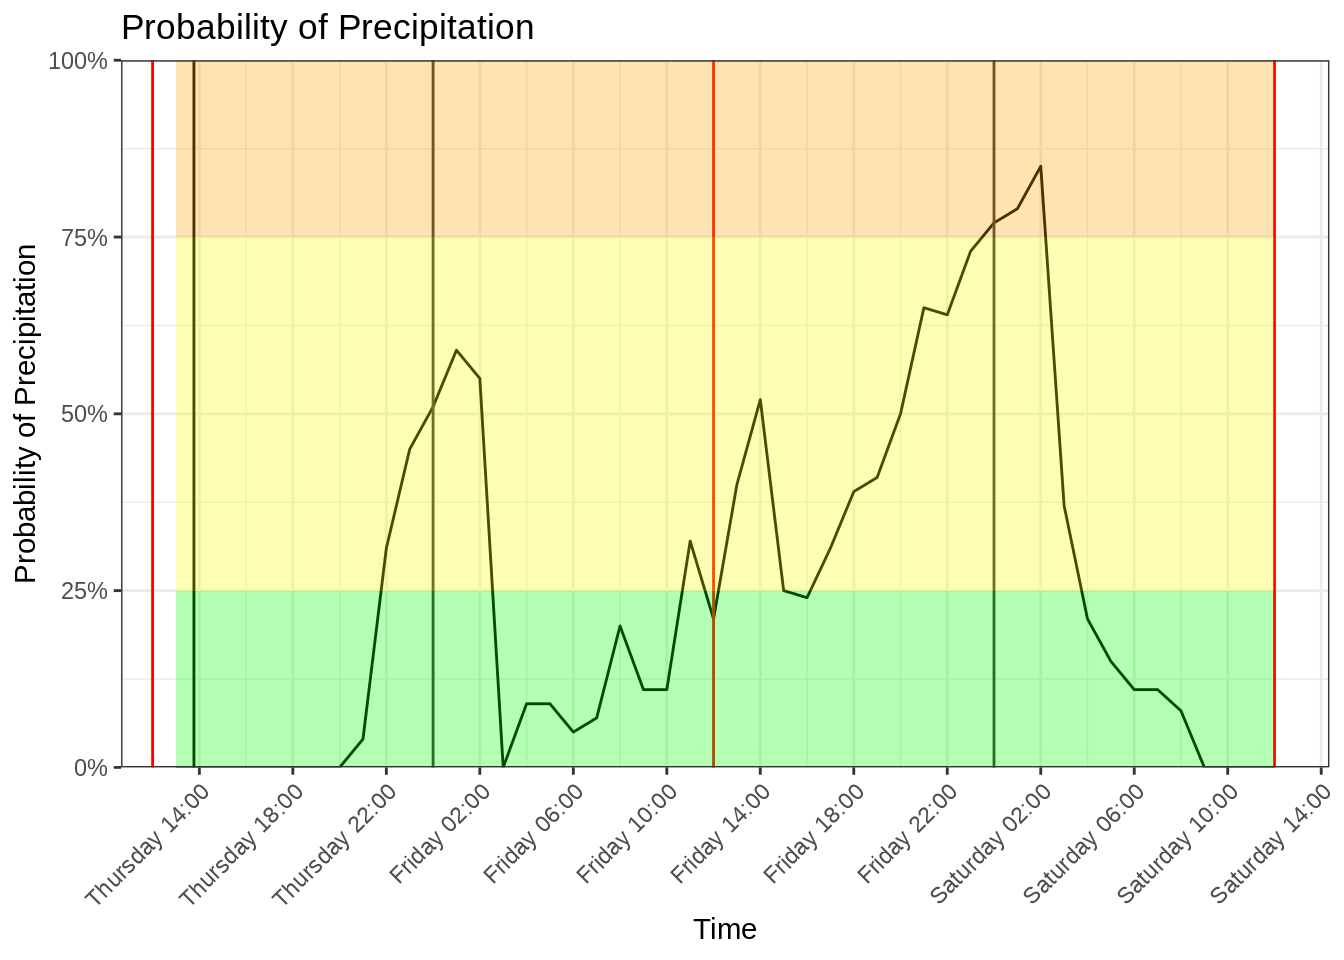 Probability of Precipitation
Probability of Precipitation
100%
75%
50%
25%
0%
Thursday 14:00
Thursday 18:00
Thursday 22:00
Friday 02:00
Friday 06:00
Friday 10:00
Friday 14:00
Friday 18:00
Friday 22:00
Saturday 02:00
Saturday 06:00
Saturday 10:00
Saturday 14:00
Time